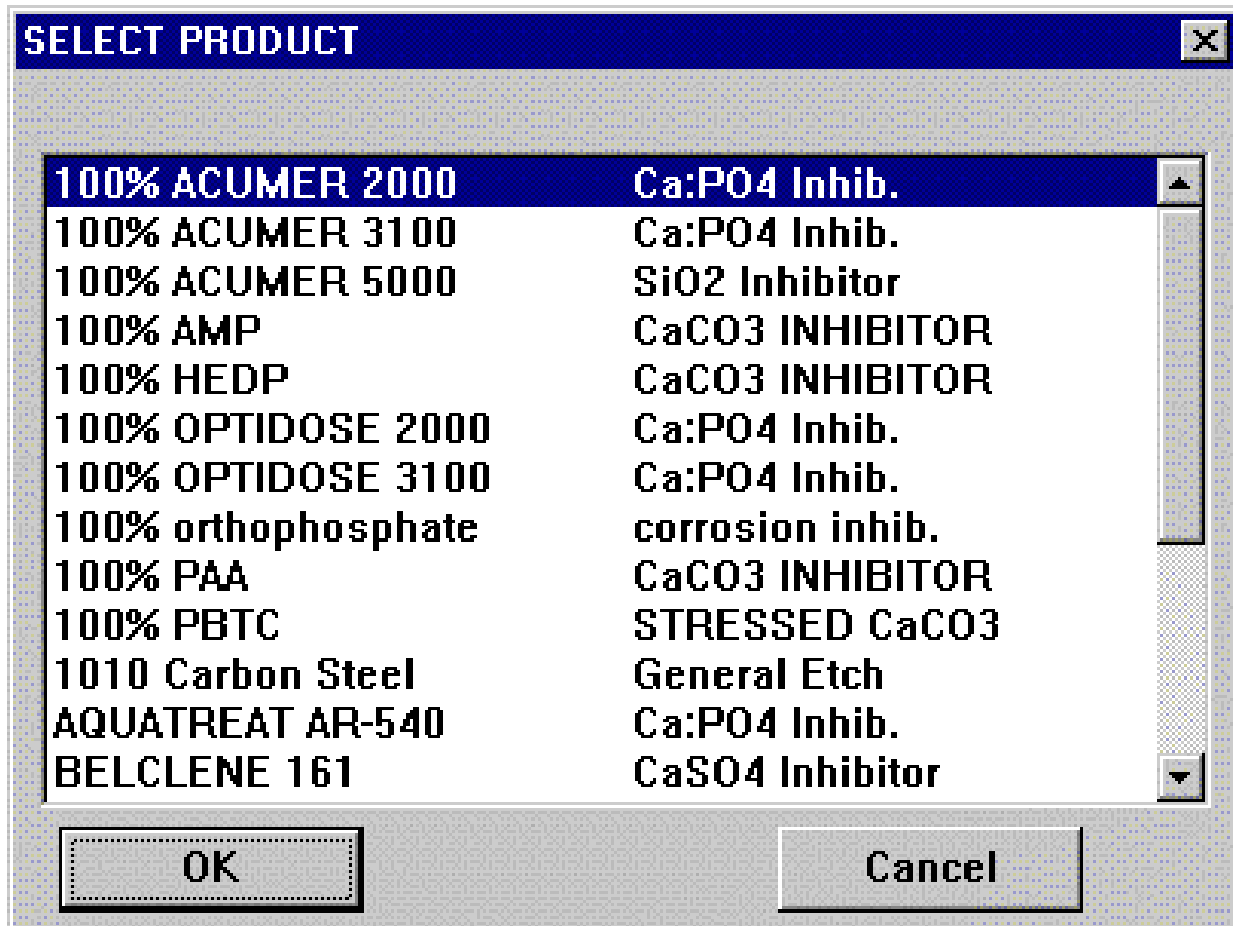 SELECT PRODUCT
100% ACUMER 2000 Ca:PO4 Inhib.
100% ACUMER 3100 Ca:PO4 Inhib.
100% ACUMER 5000 SiO2 Inhibitor
100% AMP CaCO3 INHIBITOR
100% HEDP CaCO3 INHIBITOR
100% OPTIDOSE 2000 Ca:PO4 Inhib.
100% OPTIDOSE 3100 Ca:PO4 Inhib.
100% orthophosphate corrosion inhib.
100% PAA CaCO3 INHIBITOR
100% PBTC STRESSED CaCO3
1010 Carbon Steel General Etch
AQUATREAT AR-540 Ca:PO4 Inhib.
BELCLENE 161 CaSO4 Inhibitor
OK Cancel